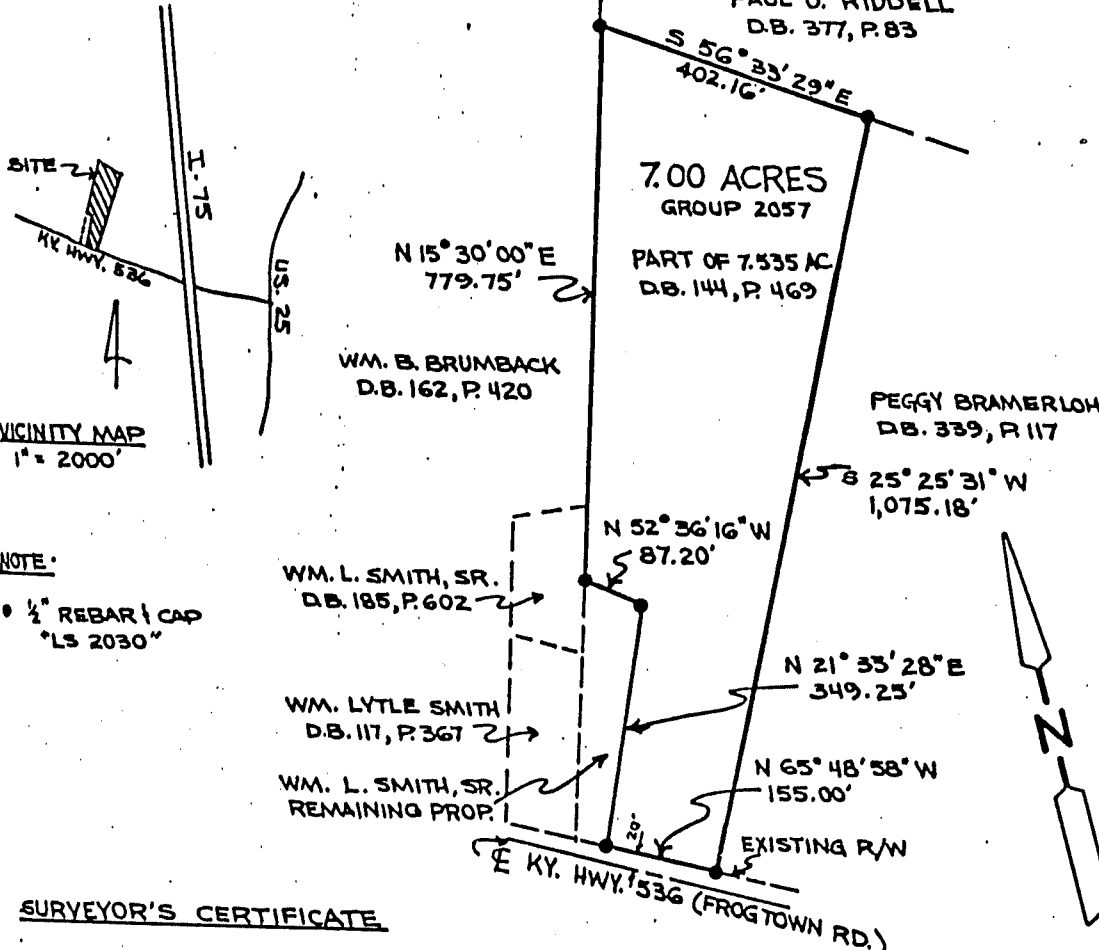 PAUL O. RIDDELL
D.B. 377, P. 83
S 56° 33' 29" E
402.16'
SITE
I-75
KY. HWY. 536
U.S. 25
VICINITY MAP
1" = 2000'
7.00 ACRES
GROUP 2057
N 15° 30' 00" E
779.75'
PART OF 7.535 AC
D.B. 144, P. 469
WM. B. BRUMBACK
D.B. 162, P. 420
PEGGY BRAMERLOH
D.B. 339, P. 117
S 25° 25' 31" W
1,075.18'
NOTE:
1/2" REBAR & CAP
"LS 2030"
N 52° 36' 16" W
87.20'
WM. L. SMITH, SR.
D.B. 185, P. 602
N 21° 33' 28" E
349.25'
WM. LYTLE SMITH
D.B. 117, P. 367
WM. L. SMITH, SR.
REMAINING PROP.
N 65° 48' 58" W
155.00'
20'
EXISTING R/W
℄ KY. HWY. 536 (FROGTOWN RD.)
N
SURVEYOR'S CERTIFICATE